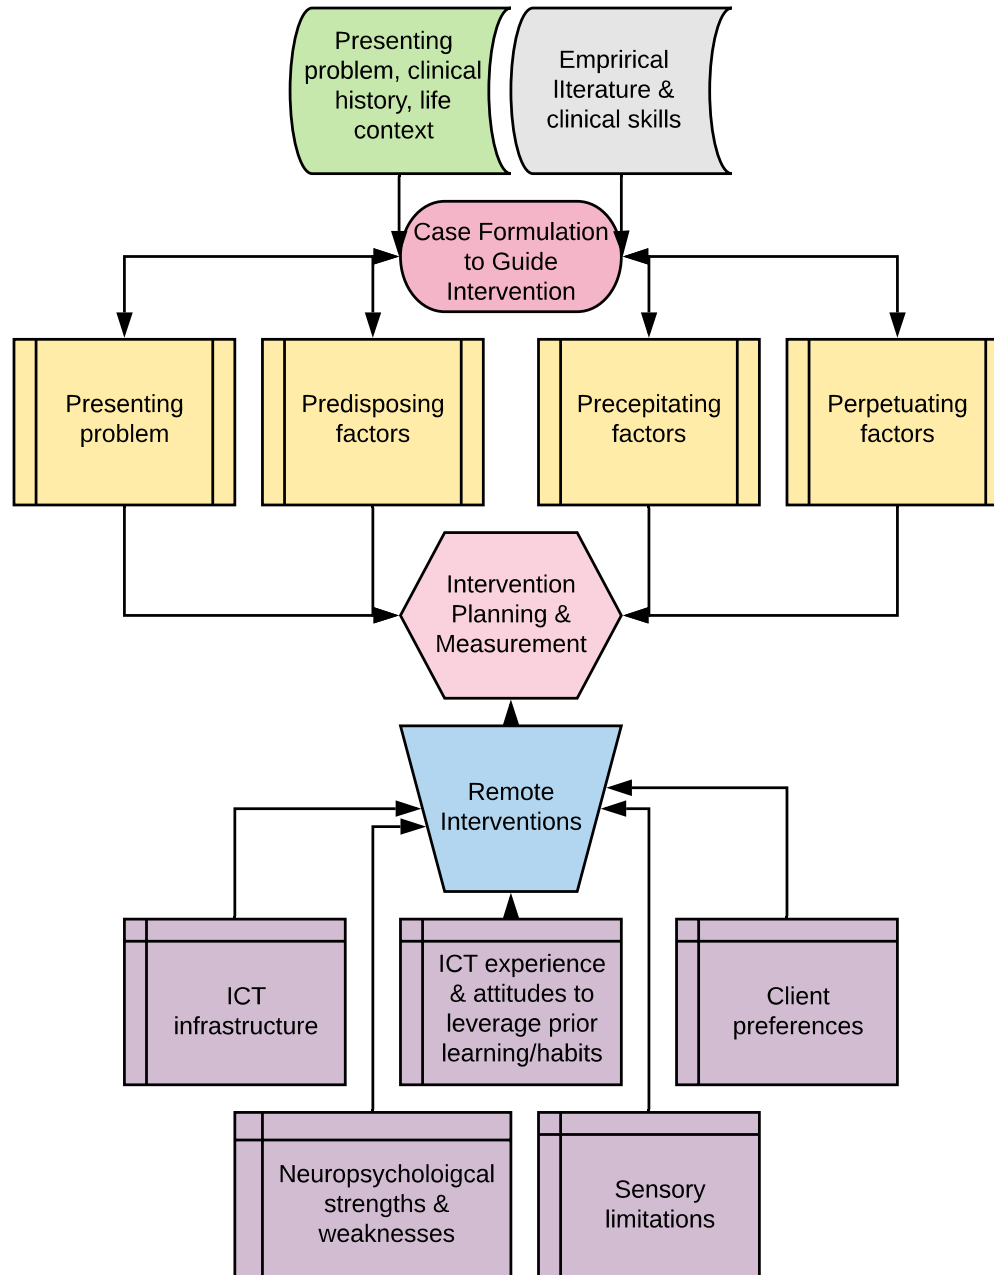 Presenting
problem, clinical
history, life
context
Emprirical
lIterature &
clinical skills
Case Formulation
to Guide
Intervention
Presenting
problem
Predisposing
factors
Precepitating
factors
Perpetuating
factors
Intervention
Planning &
Measurement
Remote
Interventions
ICT
infrastructure
ICT experience
& attitudes to
leverage prior
learning/habits
Client
preferences
Neuropsycholoigcal
strengths &
weaknesses
Sensory
limitations